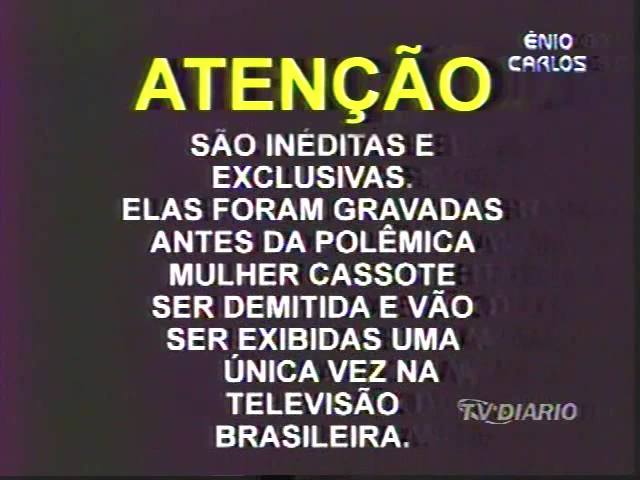 ÊNIO
CARLOS
ATENÇÃO
SÃO INÉDITAS E
EXCLUSIVAS.
ELAS FORAM GRAVADAS
ANTES DA POLÊMICA
MULHER CASSOTE
SER DEMITIDA E VÃO
SER EXIBIDAS UMA
ÚNICA VEZ NA
TELEVISÃO
BRASILEIRA.
TV DIARIO